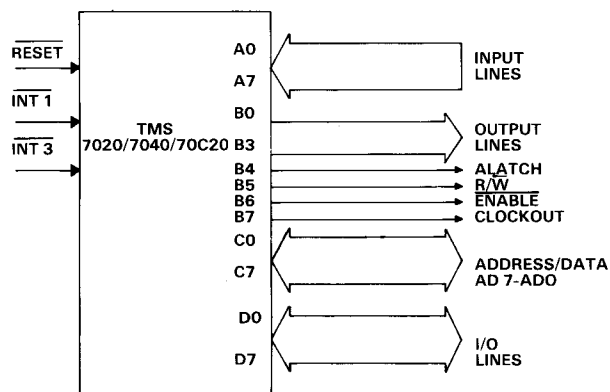 RESET
INT 1
INT 3
TMS
7020/7040/70C20
A0
A7
B0
B3
B4
B5
B6
B7
C0
C7
D0
D7
INPUT
LINES
OUTPUT
LINES
ALATCH
R/W
ENABLE
CLOCKOUT
ADDRESS/DATA
AD 7-ADO
I/O
LINES